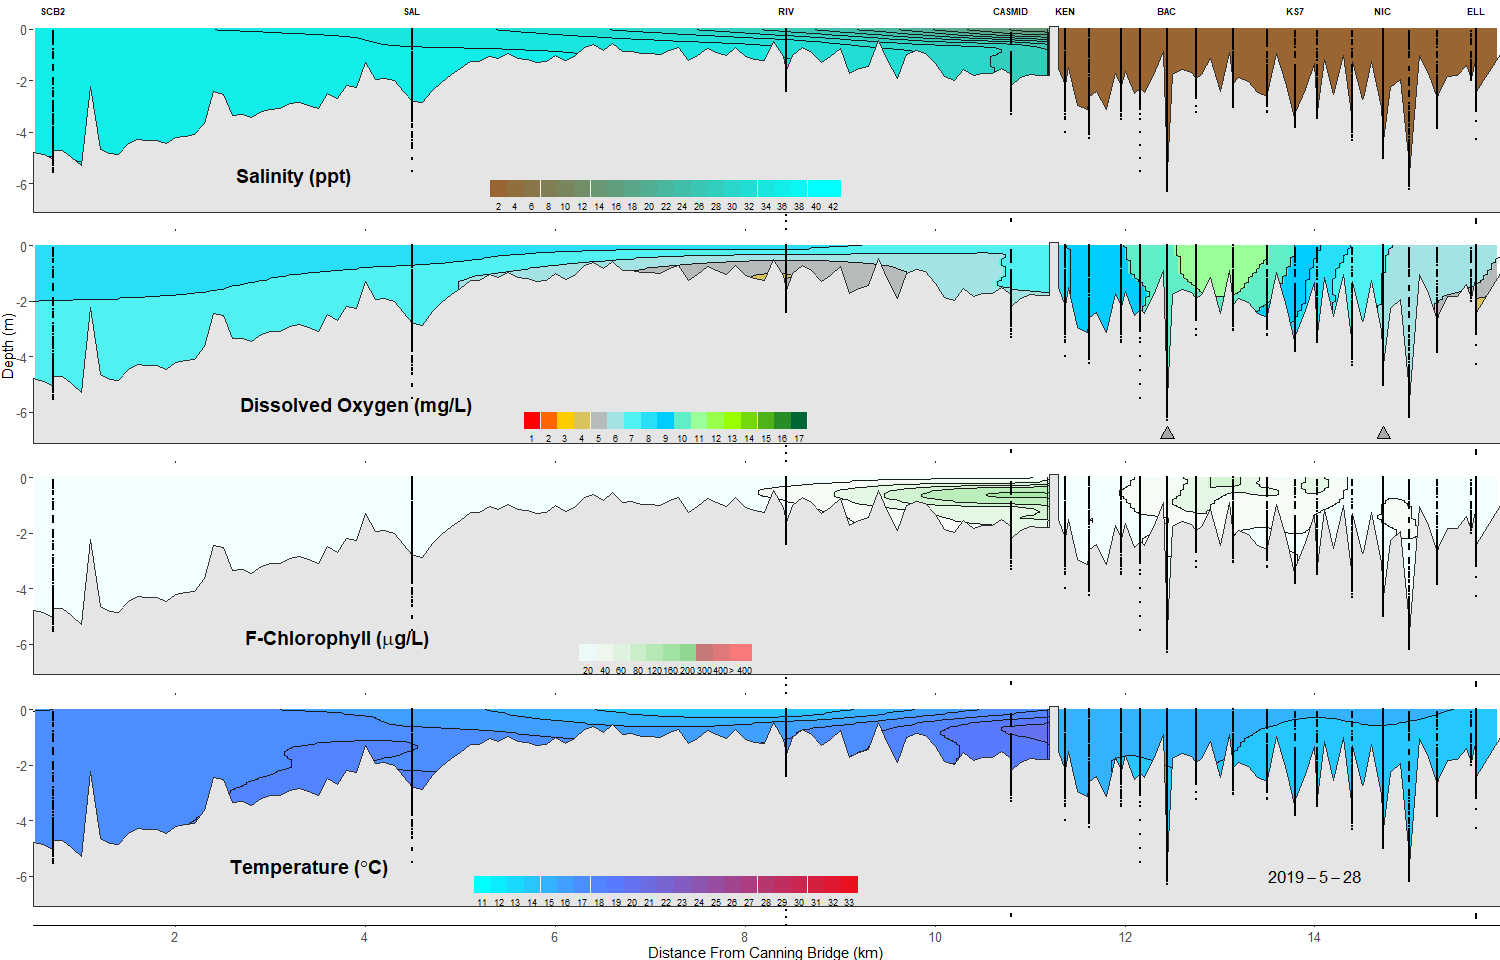 SCB2 SAL RIV CASMID KEN BAC KS7 NIC ELL
0
-2
-4
-6
Salinity (ppt)
2 4 6 8 10 12 14 16 18 20 22 24 26 28 30 32 34 36 38 40 42
0
-2
-4
-6
Depth (m)
Dissolved Oxygen (mg/L)
1 2 3 4 5 6 7 8 9 10 11 12 13 14 15 16 17
0
-2
-4
-6
F-Chlorophyll (µg/L)
20 40 60 80 120 160 200 300 400 > 400
0
-2
-4
-6
Temperature (°C)
2019 – 5 – 28
11 12 13 14 15 16 17 18 19 20 21 22 23 24 25 26 27 28 29 30 31 32 33
2 4 6 8 10 12 14
Distance From Canning Bridge (km)